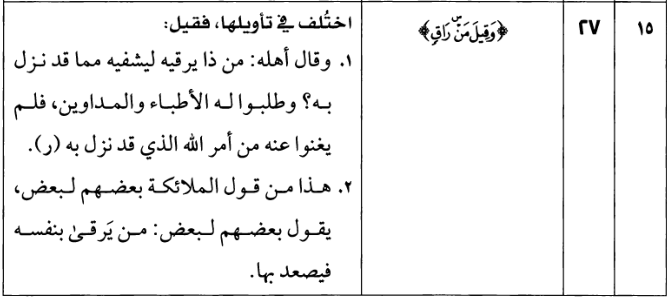 ١٥
٢٧
﴿وَقِيلَ مَنْۜ رَاقٍ﴾
اختُلف في تأويلها، فقيل:
١. وقال أهله: من ذا يرقيه ليشفيه مما قد نزل
به؟ وطلبوا له الأطباء والمداوين، فلم
يغنوا عنه من أمر الله الذي قد نزل به (ر).
٢. هذا من قول الملائكة بعضهم لبعض،
يقول بعضهم لبعض: من يَرقىٰ بنفسه
فيصعد بها.